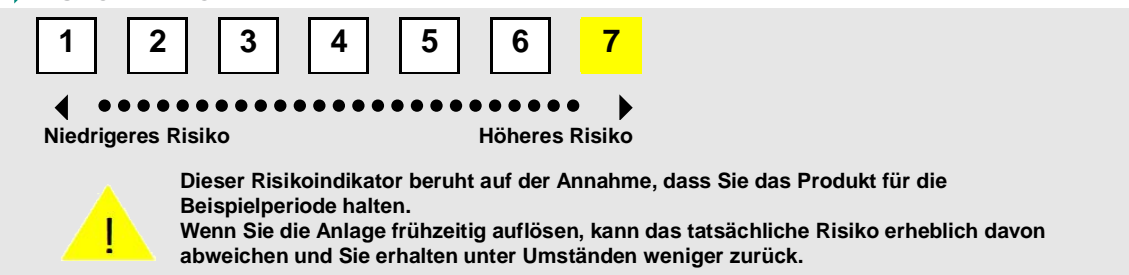 1 2 3 4 5 6 7
Niedrigeres Risiko Höheres Risiko
Dieser Risikoindikator beruht auf der Annahme, dass Sie das Produkt für die
Beispielperiode halten.
! Wenn Sie die Anlage frühzeitig auflösen, kann das tatsächliche Risiko erheblich davon
abweichen und Sie erhalten unter Umständen weniger zurück.